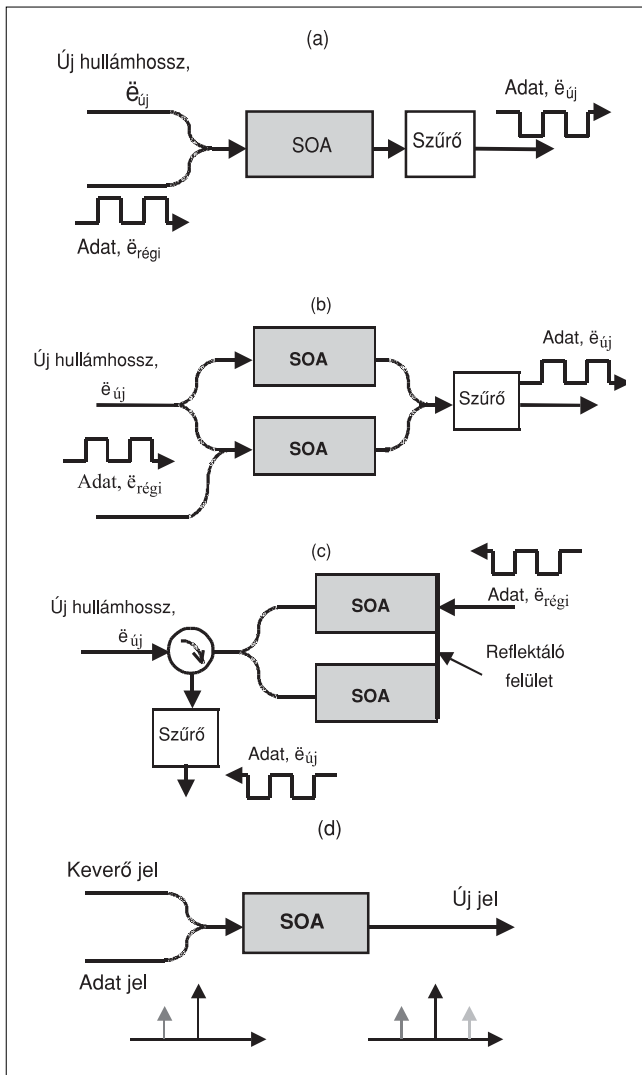 (a)
Új hullámhossz,
ëúj
Adat, ërégi
SOA
Szűrő
Adat, ëúj
(b)
Új hullámhossz,
ëúj
Adat, ërégi
SOA
SOA
Szűrő
Adat, ëúj
(c)
Új hullámhossz,
ëúj
SOA
SOA
Adat, ërégi
Reflektáló
felület
Szűrő
Adat, ëúj
(d)
Keverő jel
Adat jel
SOA
Új jel